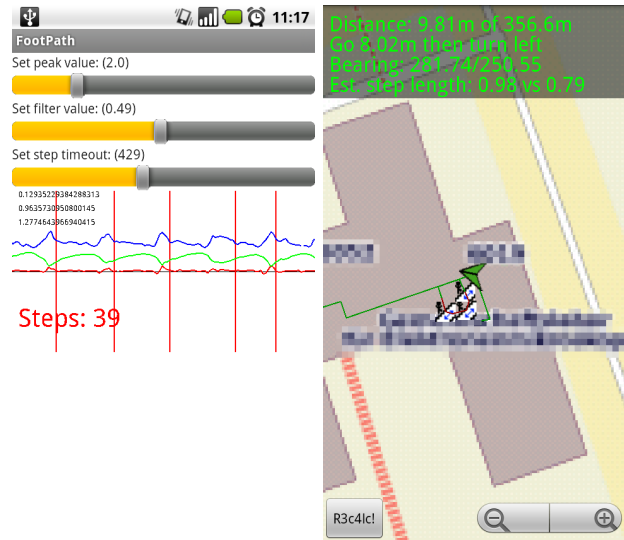 11:17
FootPath
Set peak value: (2.0)
Set filter value: (0.49)
Set step timeout: (429)
0.12935229384288313
0.9635730950800145
1.2774643966940415
Steps: 39
Distance: 9.81m of 356.6m
Go 8.02m then turn left
Bearing: 281.74/250.55
Est. step length: 0.98 vs 0.79
R3c4lc!